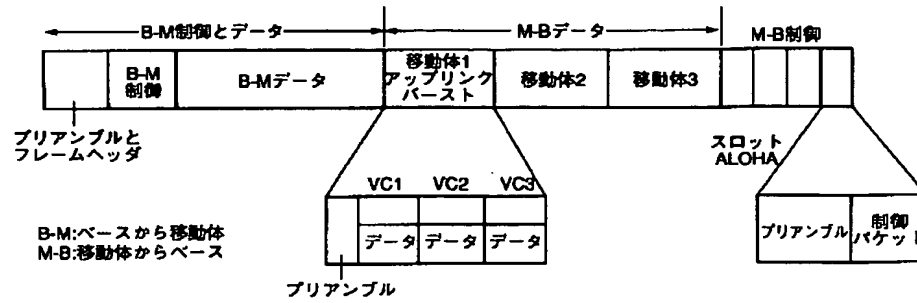 B-M制御とデータ
M-Bデータ
M-B制御
B-M
制御
B-Mデータ
移動体1
アップリンク
バースト
移動体2
移動体3
プリアンブルと
フレームヘッダ
スロット
ALOHA
VC1
VC2
VC3
データ
データ
データ
プリアンブル
プリアンブル
制御
B-M:ベースから移動体
M-B:移動体からベース